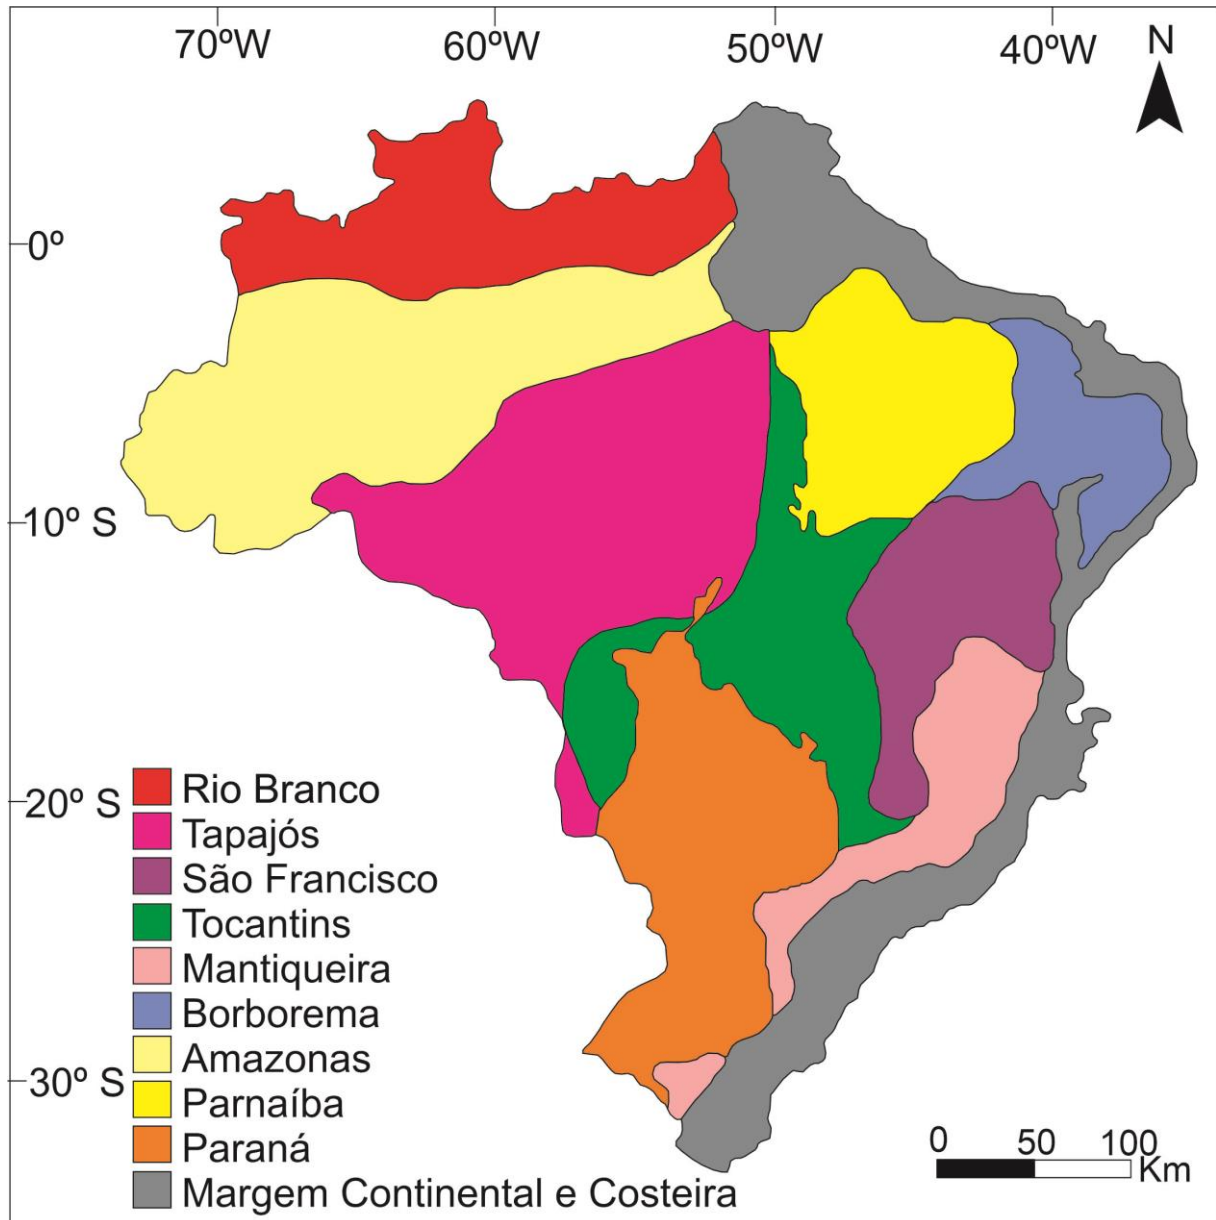 70ºW 60ºW 50ºW 40ºW
N
0º
10º S
20º S
30º S
Rio Branco
Tapajós
São Francisco
Tocantins
Mantiqueira
Borborema
Amazonas
Parnaíba
Paraná
Margem Continental e Costeira
0 50 100
Km